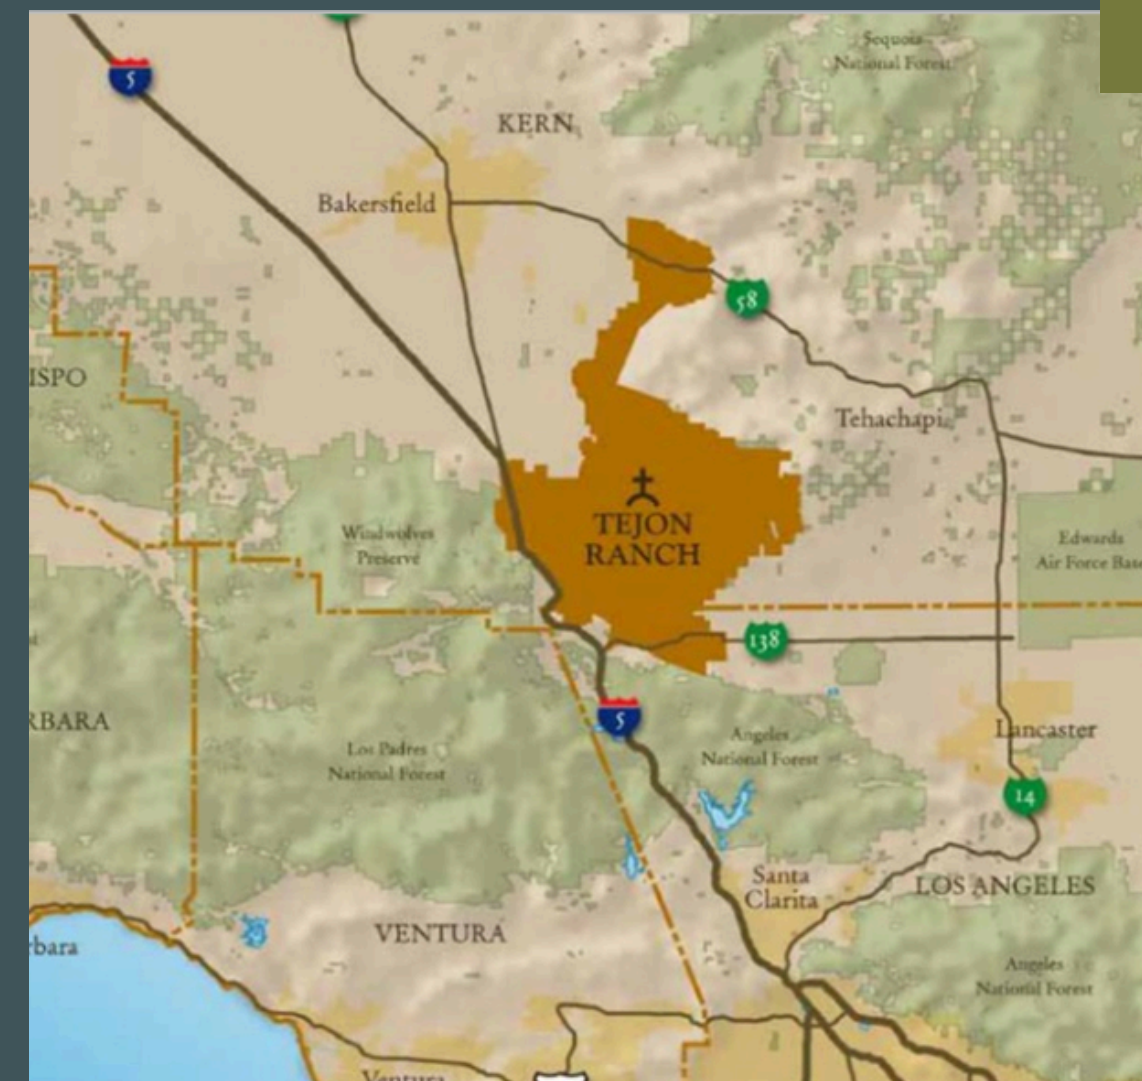 Sequoia
National Forest
5
KERN
Bakersfield
58
ISPO
Tehachapi
TEJON
RANCH
Windwolves
Preserve
Edwards
Air Force Base
138
5
RBARA
Los Padres
National Forest
Angeles
National Forest
Lancaster
14
Santa
Clarita
LOS ANGELES
VENTURA
rbara
Angeles
National Forest
Ventura